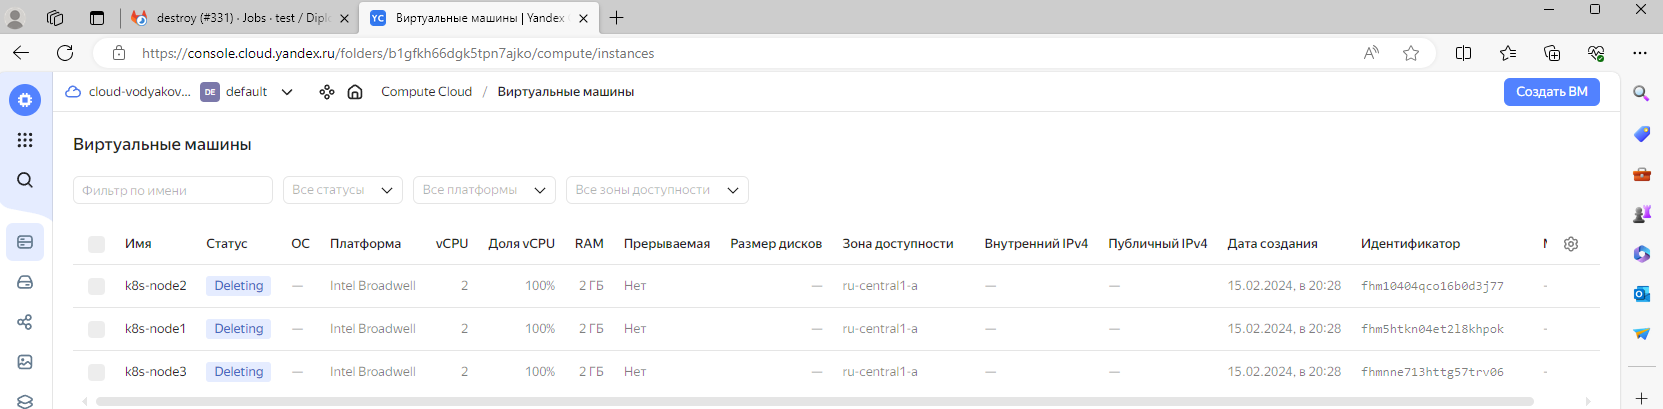 destroy (#331) · Jobs · test / Diplo
Виртуальные машины | Yandex
https://console.cloud.yandex.ru/folders/b1gfkh66dgk5tpn7ajko/compute/instances
cloud-vodyakov... DE default Compute Cloud / Виртуальные машины Создать ВМ
Виртуальные машины
Фильтр по имени Все статусы Все платформы Все зоны доступности
Имя Статус ОС Платформа vCPU Доля vCPU RAM Прерываемая Размер дисков Зона доступности Внутренний IPv4 Публичный IPv4 Дата создания Идентификатор
k8s-node2 Deleting — Intel Broadwell 2 100% 2 ГБ Нет — ru-central1-a — — 15.02.2024, в 20:28 fhm10404qco16b0d3j77 -
k8s-node1 Deleting — Intel Broadwell 2 100% 2 ГБ Нет — ru-central1-a — — 15.02.2024, в 20:28 fhm5htkn04et2l8khpok -
k8s-node3 Deleting — Intel Broadwell 2 100% 2 ГБ Нет — ru-central1-a — — 15.02.2024, в 20:28 fhmnne713httg57trv06 -